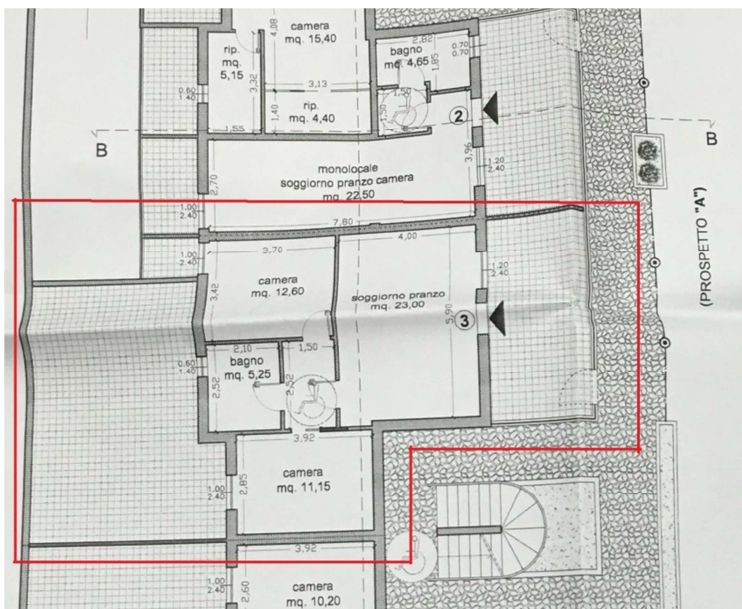 camera
mq. 15,40
4,08
rip.
mq. 5,15
3,32
3,13
rip.
mq. 4,40
1,40
1,55
2,82
bagno
mq. 4,65
1,85
1,50
1,50
0,70
0,70
0,60
1,40
2
B
B
3,96
1,20
2,40
monolocale
soggiorno pranzo camera
mq. 22,50
2,70
7,80
1,00
2,40
(PROSPETTO "A")
1,00
2,40
3,70
camera
mq. 12,60
3,42
4,00
soggiorno pranzo
mq. 23,00
5,90
1,20
2,40
3
2,10
1,50
bagno
mq. 5,25
0,60
1,40
2,52
2,52
3,92
camera
mq. 11,15
2,85
1,00
2,40
3,92
camera
mq. 10,20
2,60
1,00
2,40